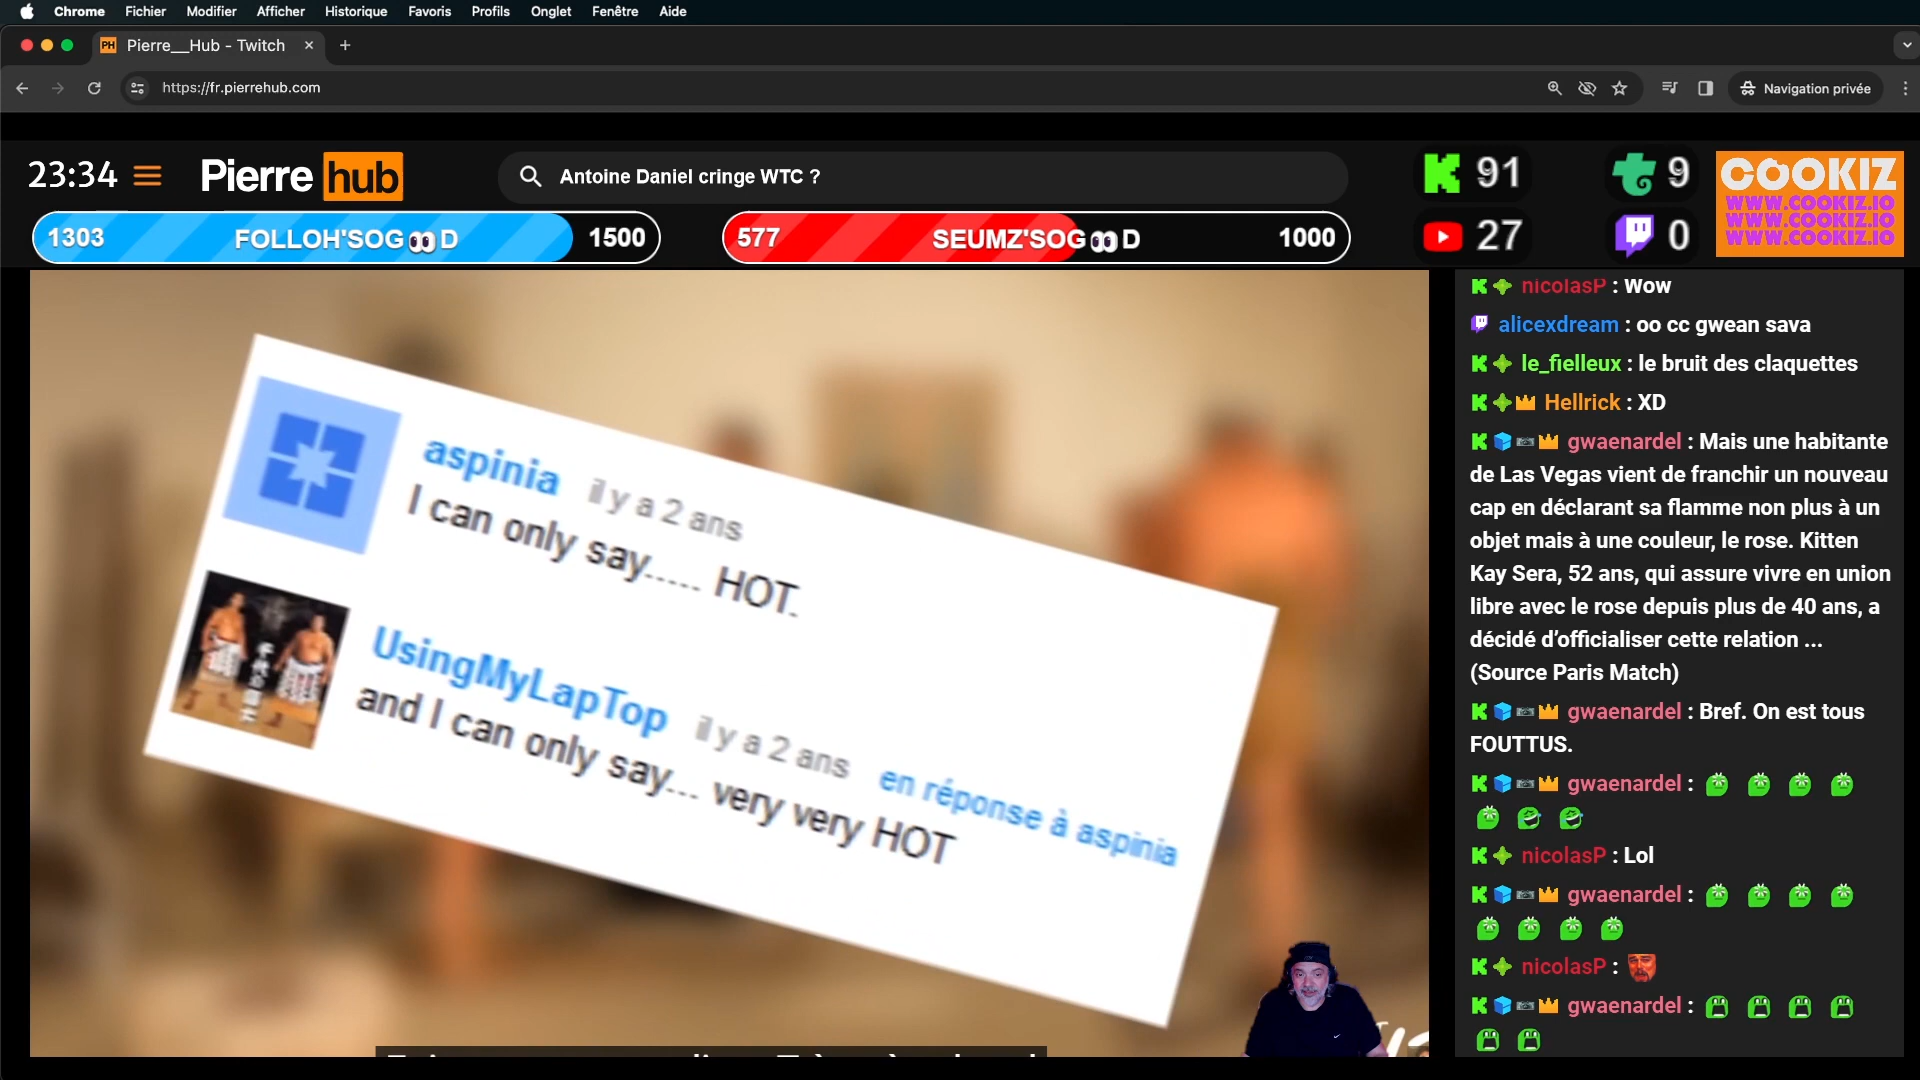 Chrome Fichier Modifier Afficher Historique Favoris Profils Onglet Fenêtre Aide
PH Pierre__Hub - Twitch
https://fr.pierrehub.com
Navigation privée
23:34
Pierre hub
Antoine Daniel cringe WTC ?
91
9
COOKIZ
WWW.COOKIZ.IO
WWW.COOKIZ.IO
WWW.COOKIZ.IO
1303 FOLLOH'SOG👀D 1500
577 SEUMZ'SOG👀D 1000
27
0
aspinia il y a 2 ans
I can only say..... HOT.
UsingMyLapTop il y a 2 ans en réponse à aspinia
and I can only say... very very HOT
nicolasP : Wow
alicexdream : oo cc gwean sava
le_fielleux : le bruit des claquettes
Hellrick : XD
gwaenardel : Mais une habitante
de Las Vegas vient de franchir un nouveau
cap en déclarant sa flamme non plus à un
objet mais à une couleur, le rose. Kitten
Kay Sera, 52 ans, qui assure vivre en union
libre avec le rose depuis plus de 40 ans, a
décidé d’officialiser cette relation ...
(Source Paris Match)
gwaenardel : Bref. On est tous
FOUTTUS.
gwaenardel :
nicolasP : Lol
gwaenardel :
nicolasP :
gwaenardel :